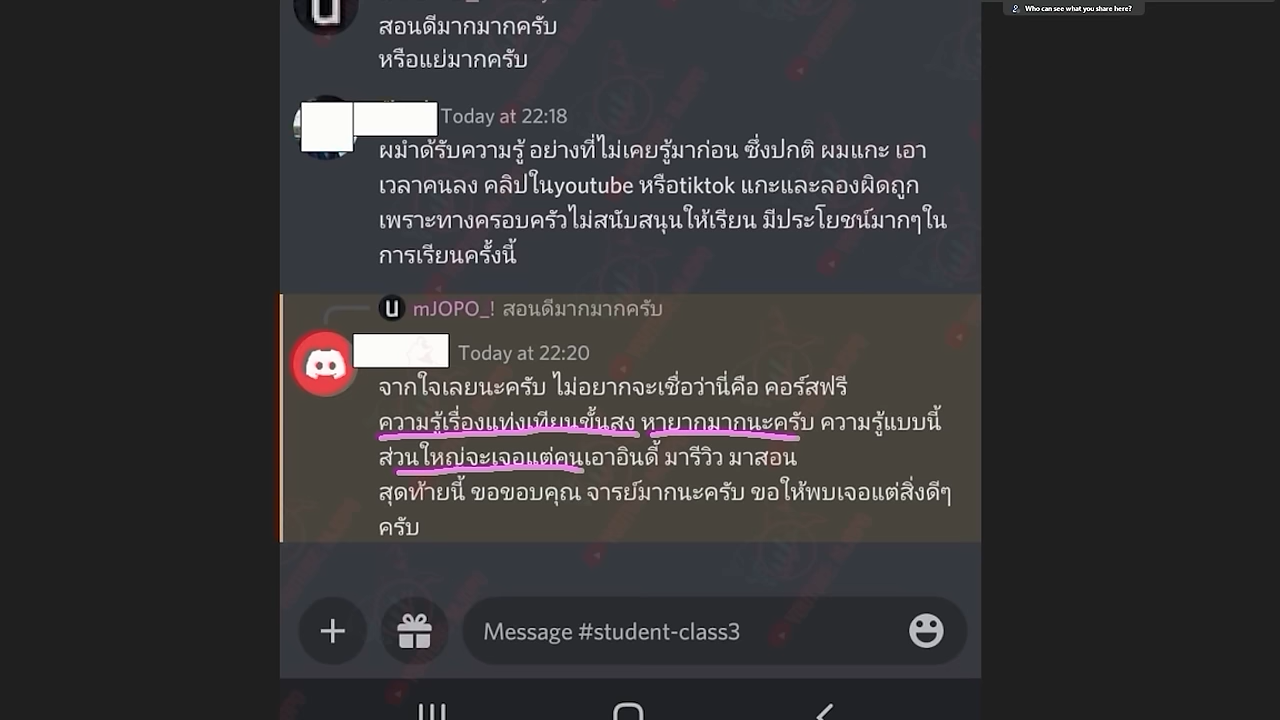 Who can see what you share here?
สอนดีมากมากครับ
หรือแย่มากครับ
Today at 22:18
ผมำด้รับความรู้ อย่างที่ไม่เคยรู้มาก่อน ซึ่งปกติ ผมแกะ เอา
เวลาคนลง คลิปในyoutube หรือtiktok แกะและลองผิดถูก
เพราะทางครอบครัวไม่สนับสนุนให้เรียน มีประโยชน์มากๆใน
การเรียนครั้งนี้
mJOPO_! สอนดีมากมากครับ
Today at 22:20
จากใจเลยนะครับ ไม่อยากจะเชื่อว่านี่คือ คอร์สฟรี
ความรู้เรื่องแท่งเทียนขั้นสูง หายากมากนะครับ ความรู้แบบนี้
ส่วนใหญ่จะเจอแต่คนเอาอินดี้ มารีวิว มาสอน
สุดท้ายนี้ ขอขอบคุณ จารย์มากนะครับ ขอให้พบเจอแต่สิ่งดีๆ
ครับ
Message #student-class3